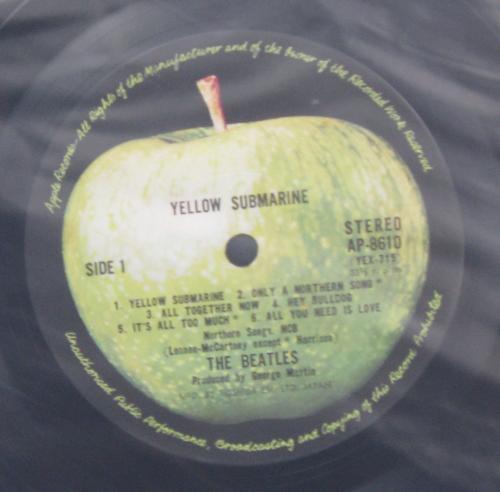 Apple Records-All Rights of the Manufacturer and of the Owner of the Recorded Work Reserved
YELLOW SUBMARINE
STEREO
AP-8610
(YEX-715)
SIDE 1
1. YELLOW SUBMARINE 2. ONLY A NORTHERN SONG*
3. ALL TOGETHER NOW 4. HEY BULLDOG
5. IT'S ALL TOO MUCH* 6. ALL YOU NEED IS LOVE
Northern Songs, NCB
(Lennon-McCartney except * Harrison)
THE BEATLES
Produced by George Martin
LTD. JAPAN
Unauthorised Public Performance, Broadcasting and Copying of this Record Prohibited